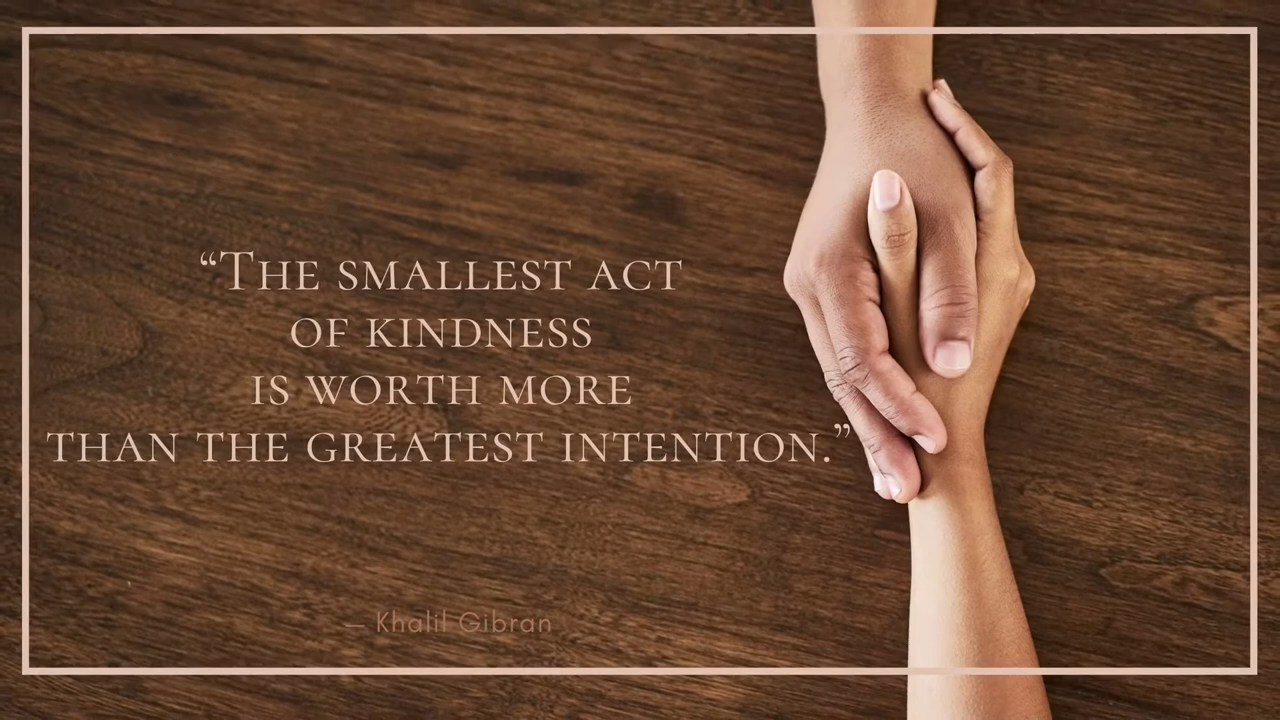 “The smallest act
of kindness
is worth more
than the greatest intention.”
— Khalil Gibran